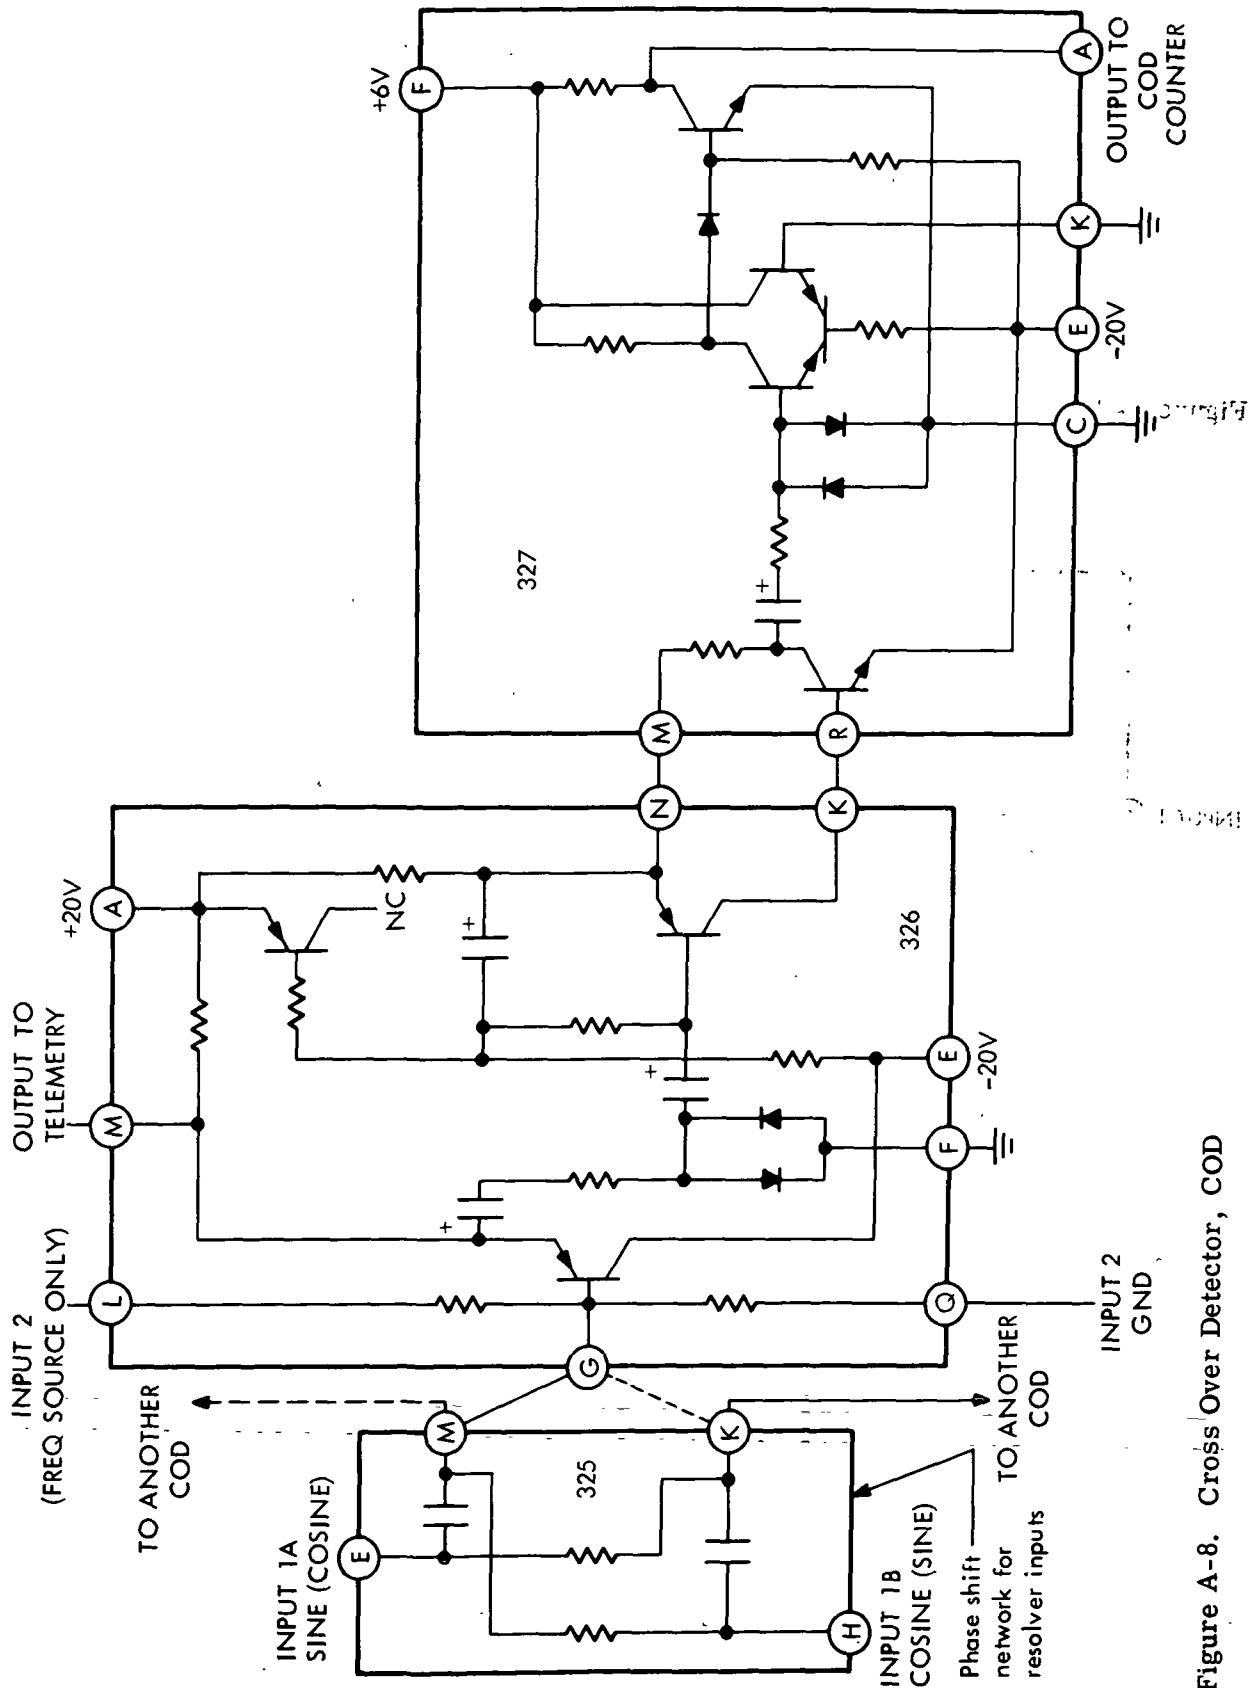 +6V
F
A
OUTPUT TO
COD
COUNTER
K
E
-20V
C
327
+
M
R
N
K
+20V
A
NC
+
326
OUTPUT TO
TELEMETRY
M
+
E
-20V
F
+
INPUT 2
(FREQ SOURCE ONLY)
L
Q
INPUT 2
GND
G
TO ANOTHER
COD
M
K
TO ANOTHER
COD
325
INPUT 1A
SINE (COSINE)
E
H
INPUT 1B
COSINE (SINE)
Phase shift
network for
resolver inputs
Figure A-8. Cross Over Detector, COD